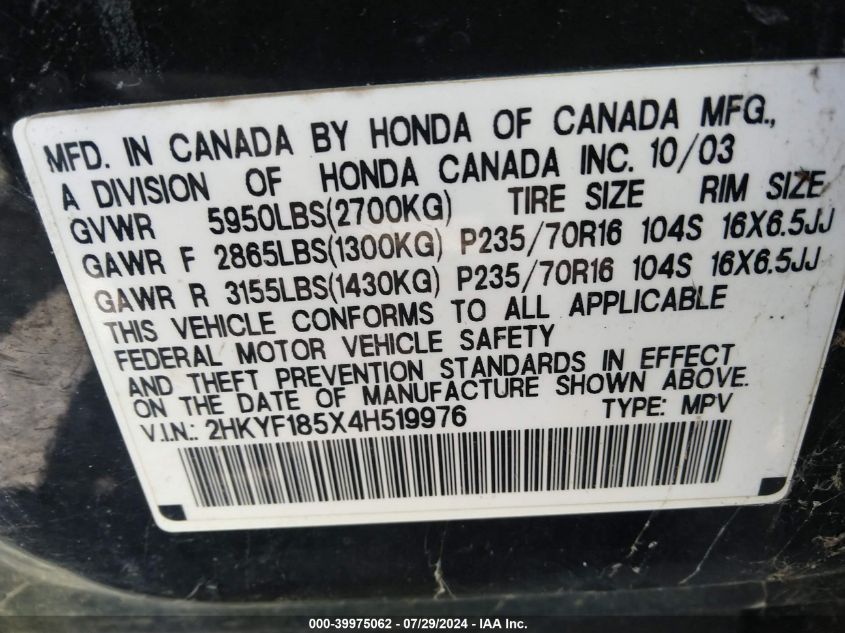 MFD. IN CANADA BY HONDA OF CANADA MFG.,
A DIVISION OF HONDA CANADA INC. 10/03
GVWR 5950LBS(2700KG) TIRE SIZE RIM SIZE
GAWR F 2865LBS(1300KG) P235/70R16 104S 16X6.5JJ
GAWR R 3155LBS(1430KG) P235/70R16 104S 16X6.5JJ
THIS VEHICLE CONFORMS TO ALL APPLICABLE
FEDERAL MOTOR VEHICLE SAFETY
AND THEFT PREVENTION STANDARDS IN EFFECT
ON THE DATE OF MANUFACTURE SHOWN ABOVE.
V.I.N.: 2HKYF185X4H519976 TYPE: MPV
000-39975062 - 07/29/2024 - IAA Inc.